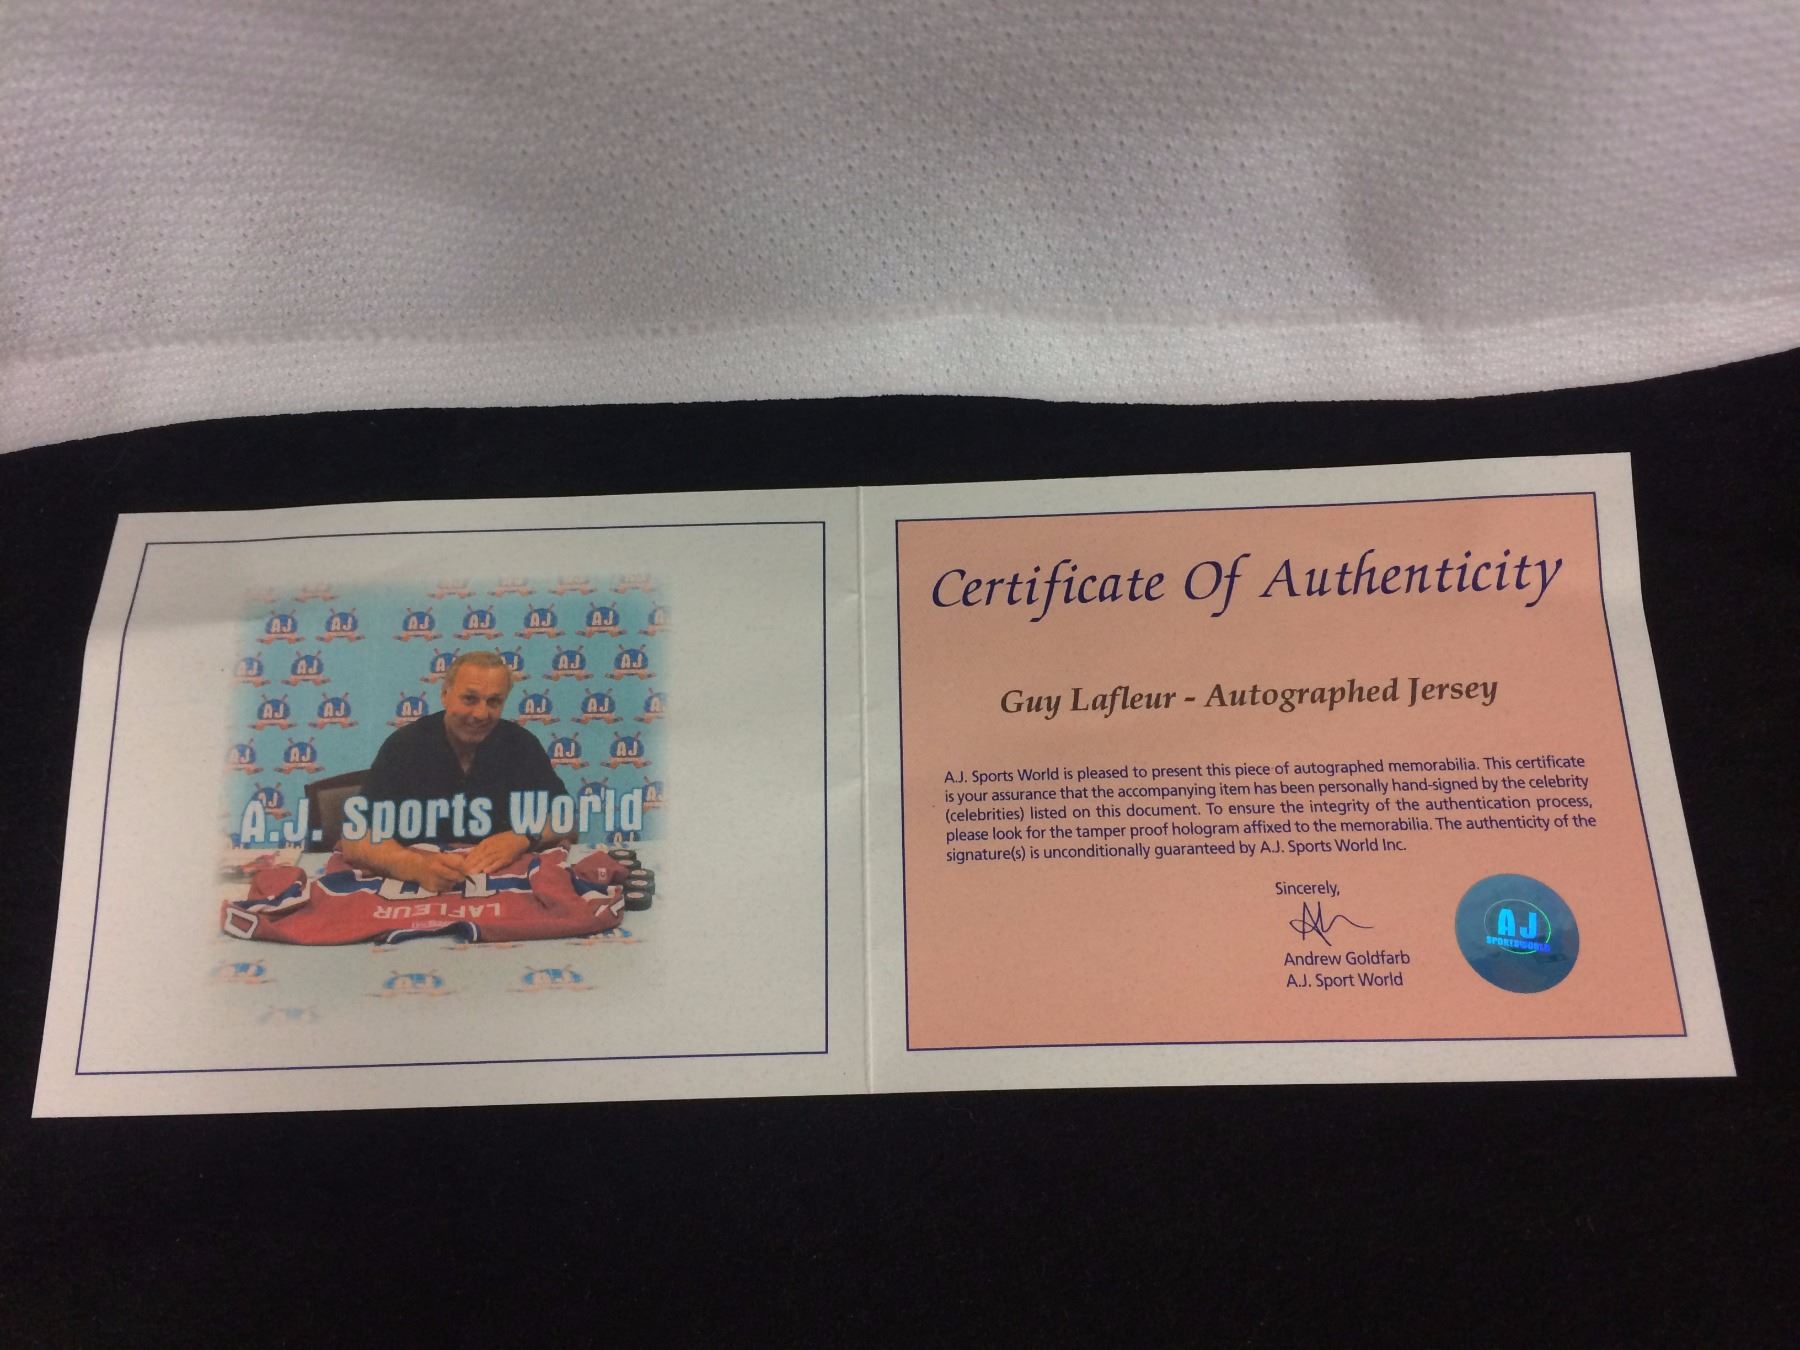 A.J. Sports World
LAFLEUR
Certificate Of Authenticity
Guy Lafleur - Autographed Jersey
A.J. Sports World is pleased to present this piece of autographed memorabilia. This certificate
is your assurance that the accompanying item has been personally hand-signed by the celebrity
(celebrities) listed on this document. To ensure the integrity of the authentication process,
please look for the tamper proof hologram affixed to the memorabilia. The authenticity of the
signature(s) is unconditionally guaranteed by A.J. Sports World Inc.
Sincerely,
Andrew Goldfarb
A.J. Sport World
AJ
SPORTSWORLD